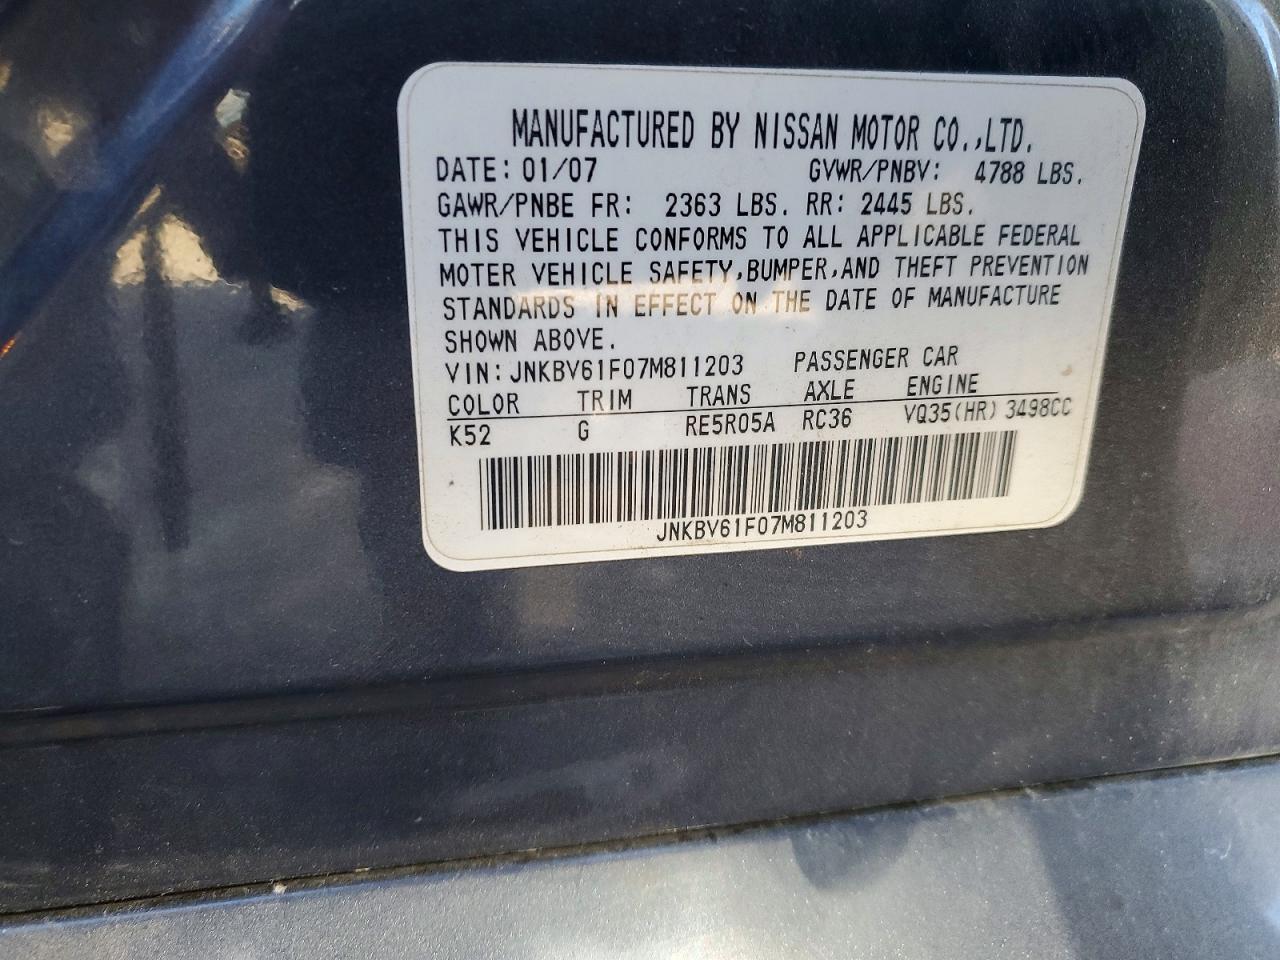 MANUFACTURED BY NISSAN MOTOR CO.,LTD.
DATE: 01/07 GVWR/PNBV: 4788 LBS.
GAWR/PNBE FR: 2363 LBS. RR: 2445 LBS.
THIS VEHICLE CONFORMS TO ALL APPLICABLE FEDERAL
MOTER VEHICLE SAFETY,BUMPER,AND THEFT PREVENTION
STANDARDS IN EFFECT ON THE DATE OF MANUFACTURE
SHOWN ABOVE.
VIN: JNKBV61F07M811203 PASSENGER CAR
COLOR TRIM TRANS AXLE ENGINE
K52 G RE5R05A RC36 VQ35(HR) 3498CC
JNKBV61F07M811203